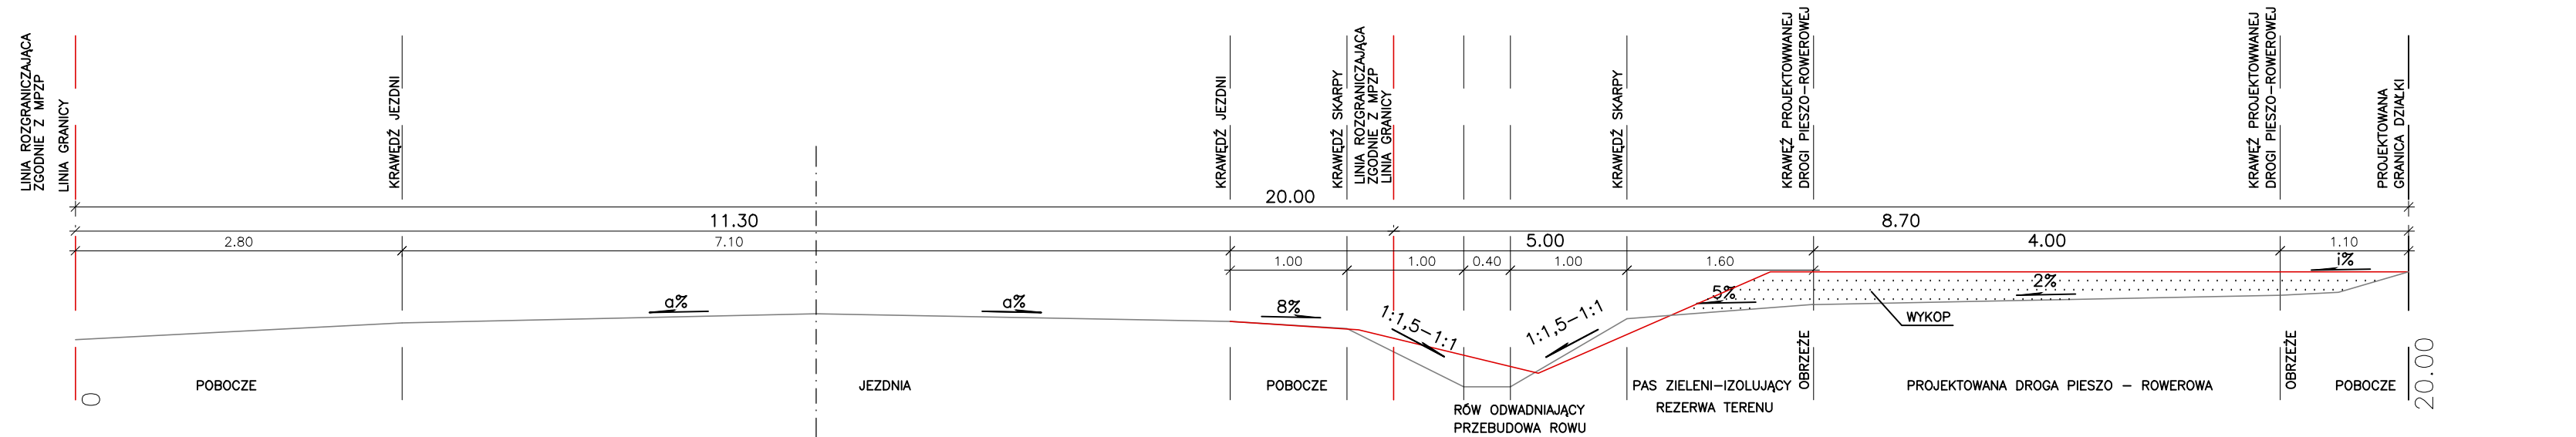 LINIA ROZGRANICZAJĄCA
ZGODNIE Z MPZP
LINIA GRANICY
KRAWĘDŹ JEZDNI
KRAWĘDŹ JEZDNI
KRAWĘDŹ SKARPY
LINIA ROZGRANICZAJĄCA
ZGODNIE Z MPZP
LINIA GRANICY
KRAWĘDŹ SKARPY
KRAWĘŹ PROJEKTOWWANEJ
DROGI PIESZO-ROWEROWEJ
KRAWĘŹ PROJEKTOWWANEJ
DROGI PIESZO-ROWEROWEJ
PROJEKTOWANA
GRANICA DZIAŁKI
20.00
11.30
8.70
2.80
7.10
5.00
4.00
1.10
1.00
1.00
0.40
1.00
1.60
a%
a%
8%
1:1,5-1:1
1:1,5-1:1
5%
2%
i%
WYKOP
POBOCZE
JEZDNIA
POBOCZE
RÓW ODWADNIAJĄCY
PRZEBUDOWA ROWU
PAS ZIELENI-IZOLUJĄCY
REZERWA TERENU
OBRZEŻE
PROJEKTOWANA DROGA PIESZO - ROWEROWA
OBRZEŻE
POBOCZE
0
20.00